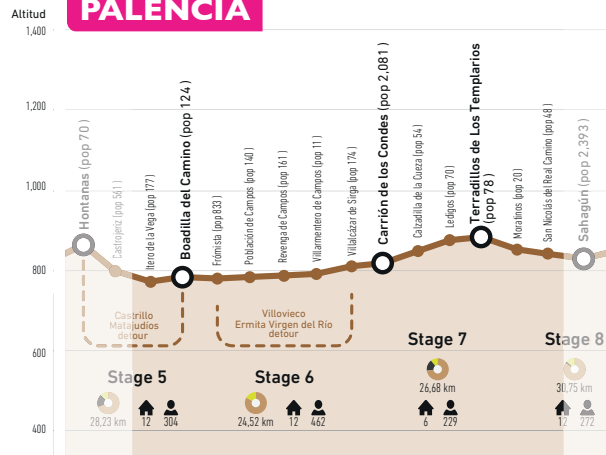 PALENCIA
Altitud
1,400
1,200
1,000
800
600
400
Hontanas (pop 70 )
Castrojeriz (pop 561 )
Itero de la Vega (pop 177)
Boadilla del Camino (pop 124 )
Frómista (pop 833 )
Población de Campos (pop 140 )
Revenga de Campos (pop 161 )
Villarmentero de Campos (pop 11 )
Villalcázar de Sirga (pop 174 )
Carrión de los Condes (pop 2,081 )
Calzadilla de la Cueza (pop 54 )
Ledigos (pop 70 )
Terradillos de Los Templarios
(pop 78 )
Moratinos (pop 20 )
San Nicolás del Real Camino (pop 48 )
Sahagún (pop 2.393 )
Castrillo
Matajudíos
detour
Villovieco
Ermita Virgen del Río
detour
Stage 5
28,23 km
12
304
Stage 6
24,52 km
12
462
Stage 7
26,68 km
6
229
Stage 8
30,75 km
12
272